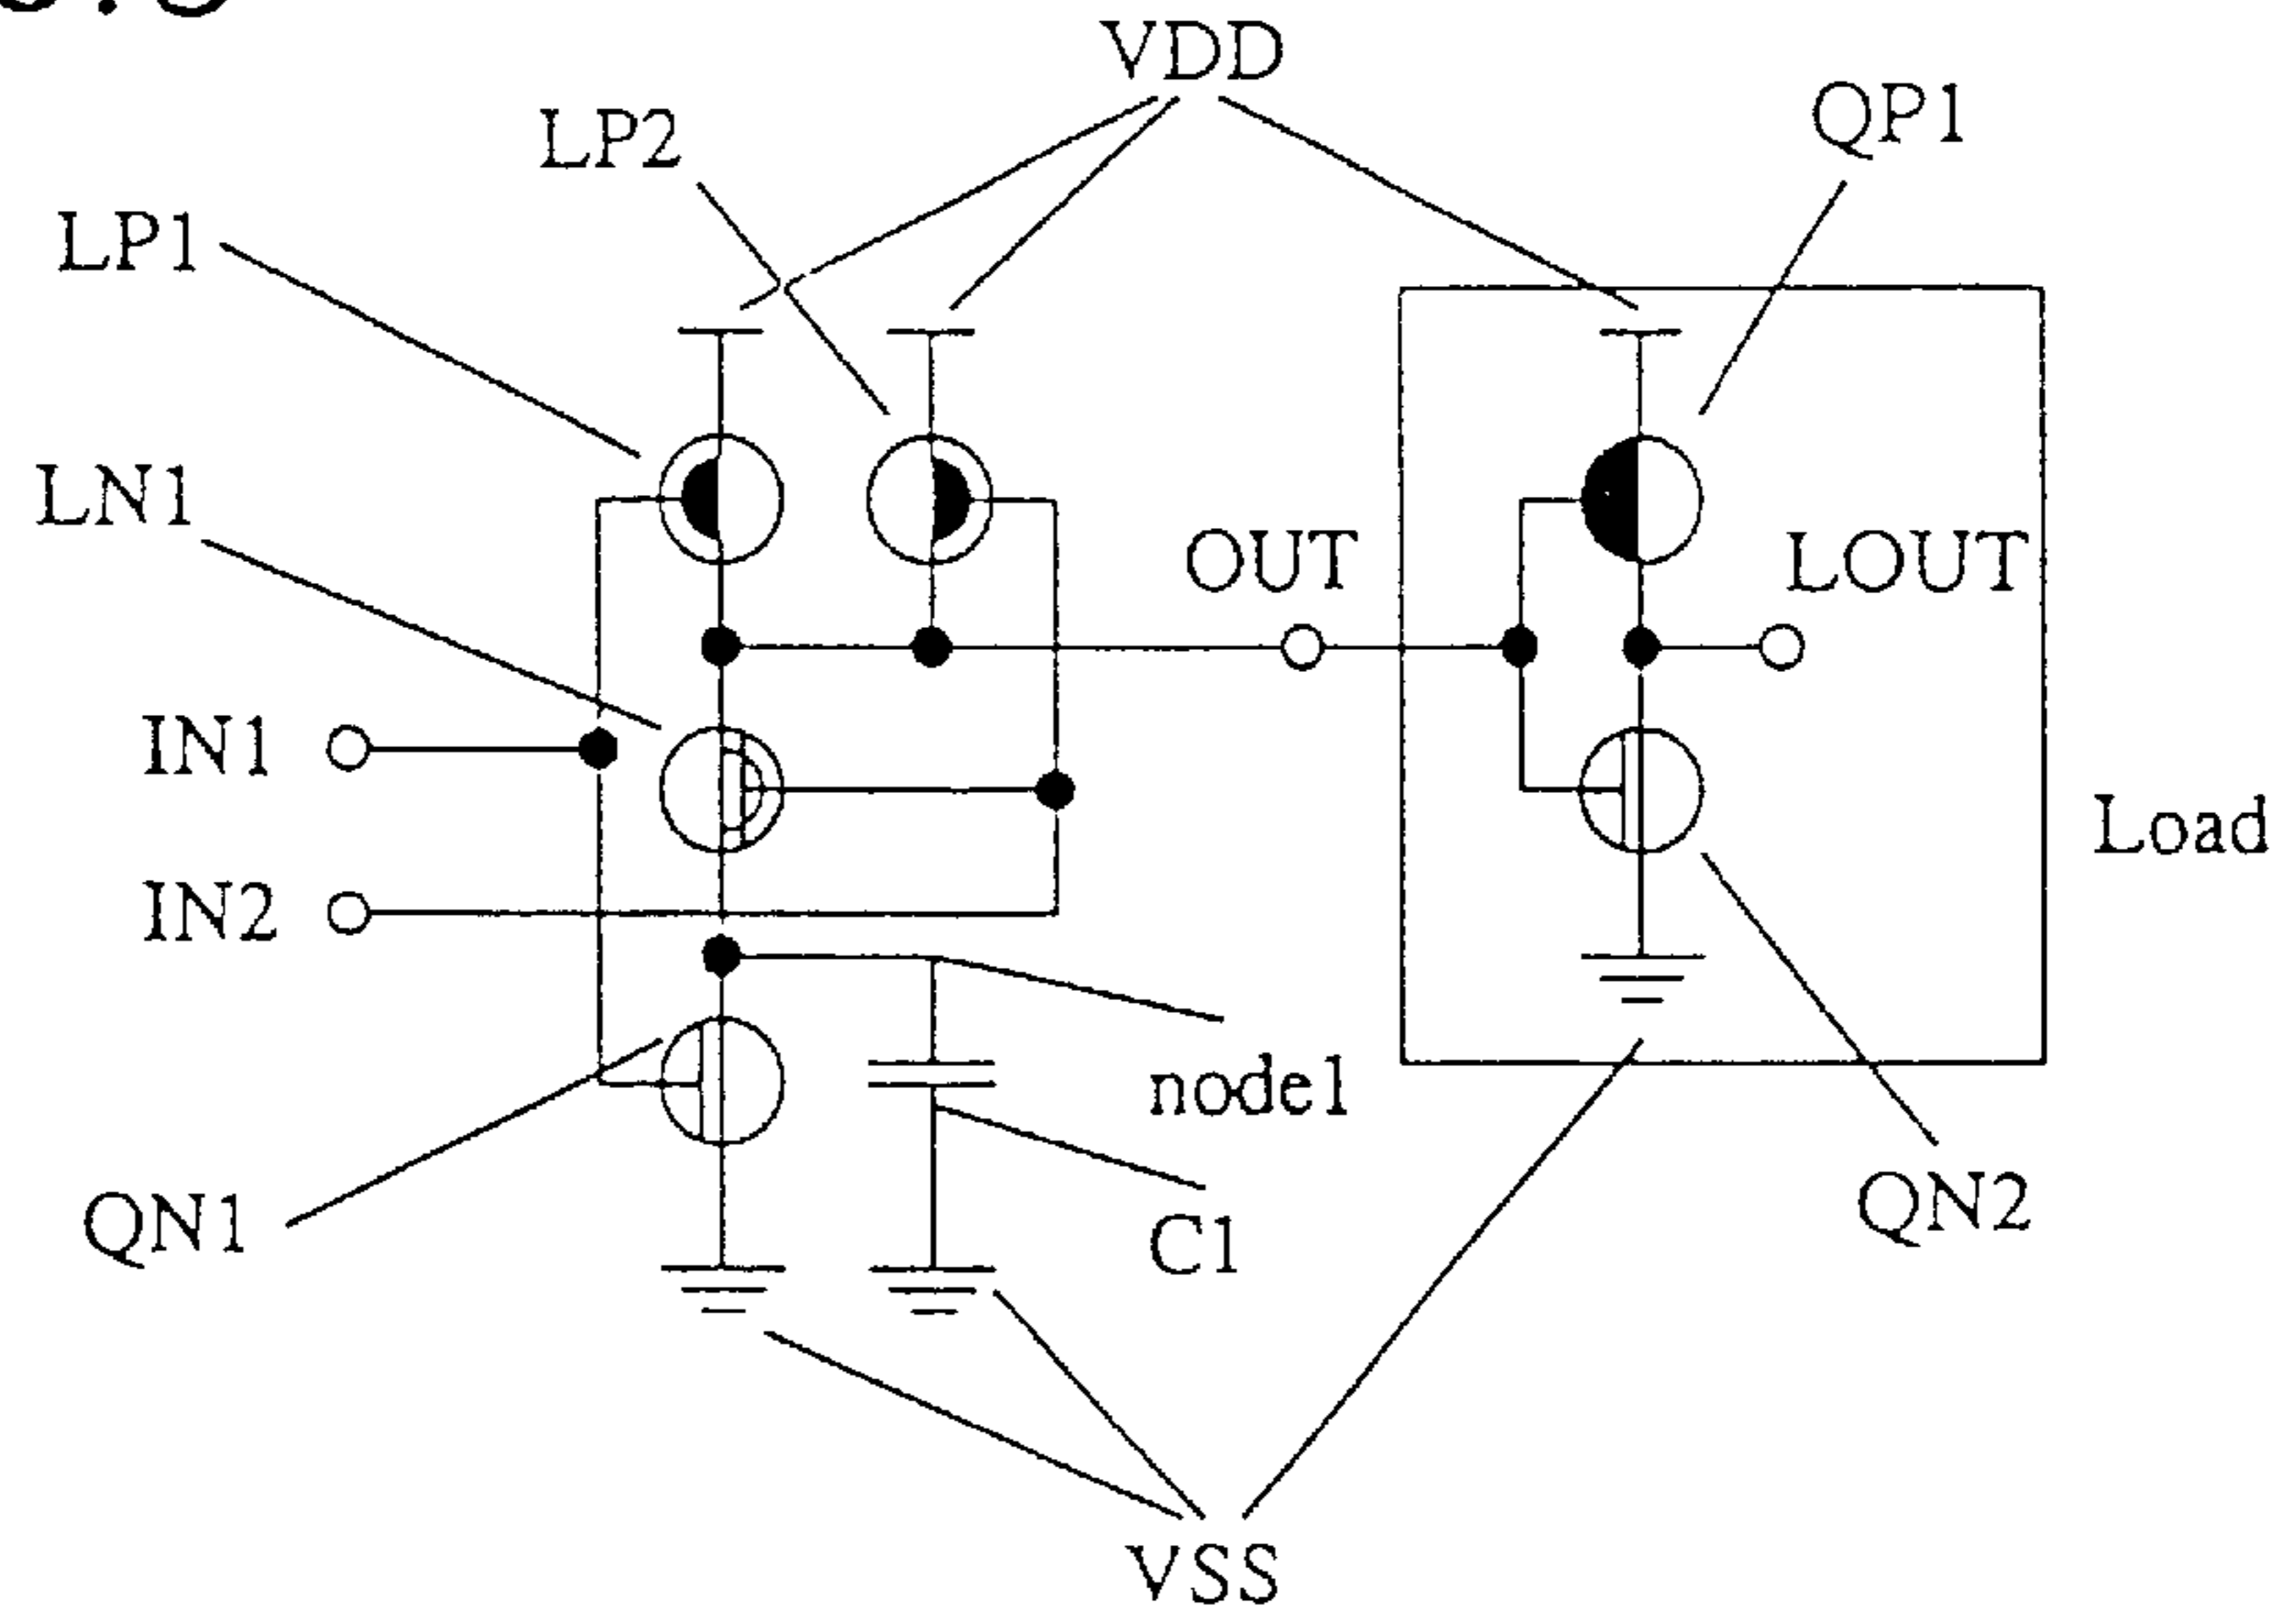 VDD
QP1
LP2
LP1
LN1
OUT
LOUT
IN1
Load
IN2
node1
QN1
C1
QN2
VSS